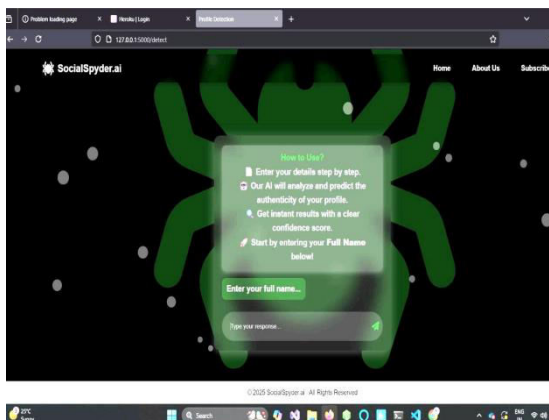 Problem loading page
Heroku | Login
Profile Detection
127.0.0.1:5000/detect
SocialSpyder.ai
Home About Us Subscribe
How to Use?
Enter your details step by step.
Our AI will analyze and predict the
authenticity of your profile.
Get instant results with a clear
confidence score.
Start by entering your Full Name
below!
Enter your full name...
Type your response...
©2025 SocialSpyder.ai All Rights Reserved
25°C
Sunny
Search
ENG
IN